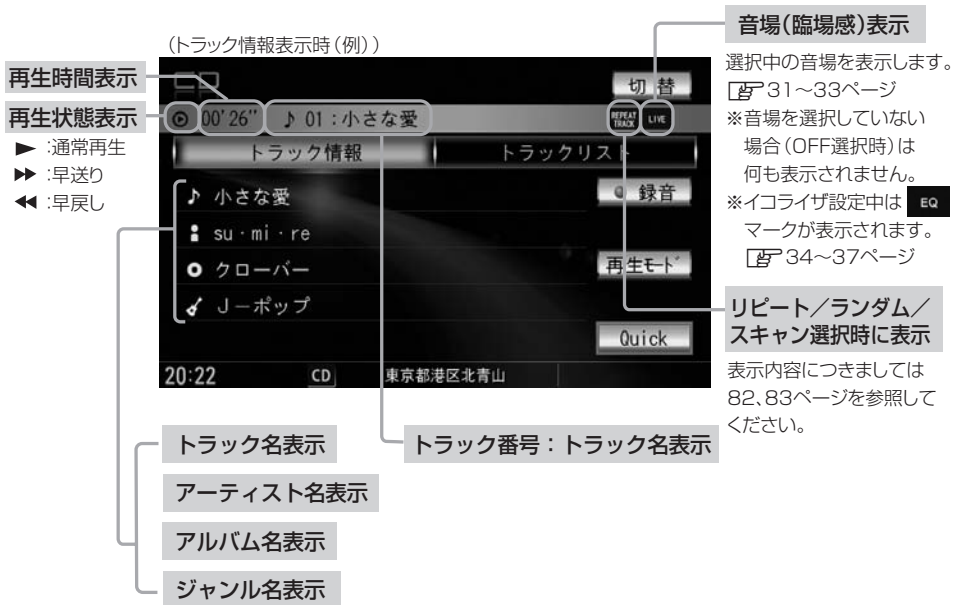 音場(臨場感)表示
(トラック情報表示時(例))
選択中の音場を表示します。
31～33ページ
※音場を選択していない
場合(OFF選択時)は
何も表示されません。
※イコライザ設定中は EQ
マークが表示されます。
34～37ページ
再生時間表示
再生状態表示
▶ :通常再生
▶▶ :早送り
◀◀ :早戻し
切 替
00'26" ♪ 01:小さな愛
REPEAT
TRACK
LIVE
トラック情報
トラックリスト
♪ 小さな愛
録音
su・mi・re
クローバー
再生モード
Jーポップ
Quick
20:22
CD
東京都港区北青山
リピート／ランダム／
スキャン選択時に表示
表示内容につきましては
82、83ページを参照して
ください。
トラック名表示
トラック番号：トラック名表示
アーティスト名表示
アルバム名表示
ジャンル名表示